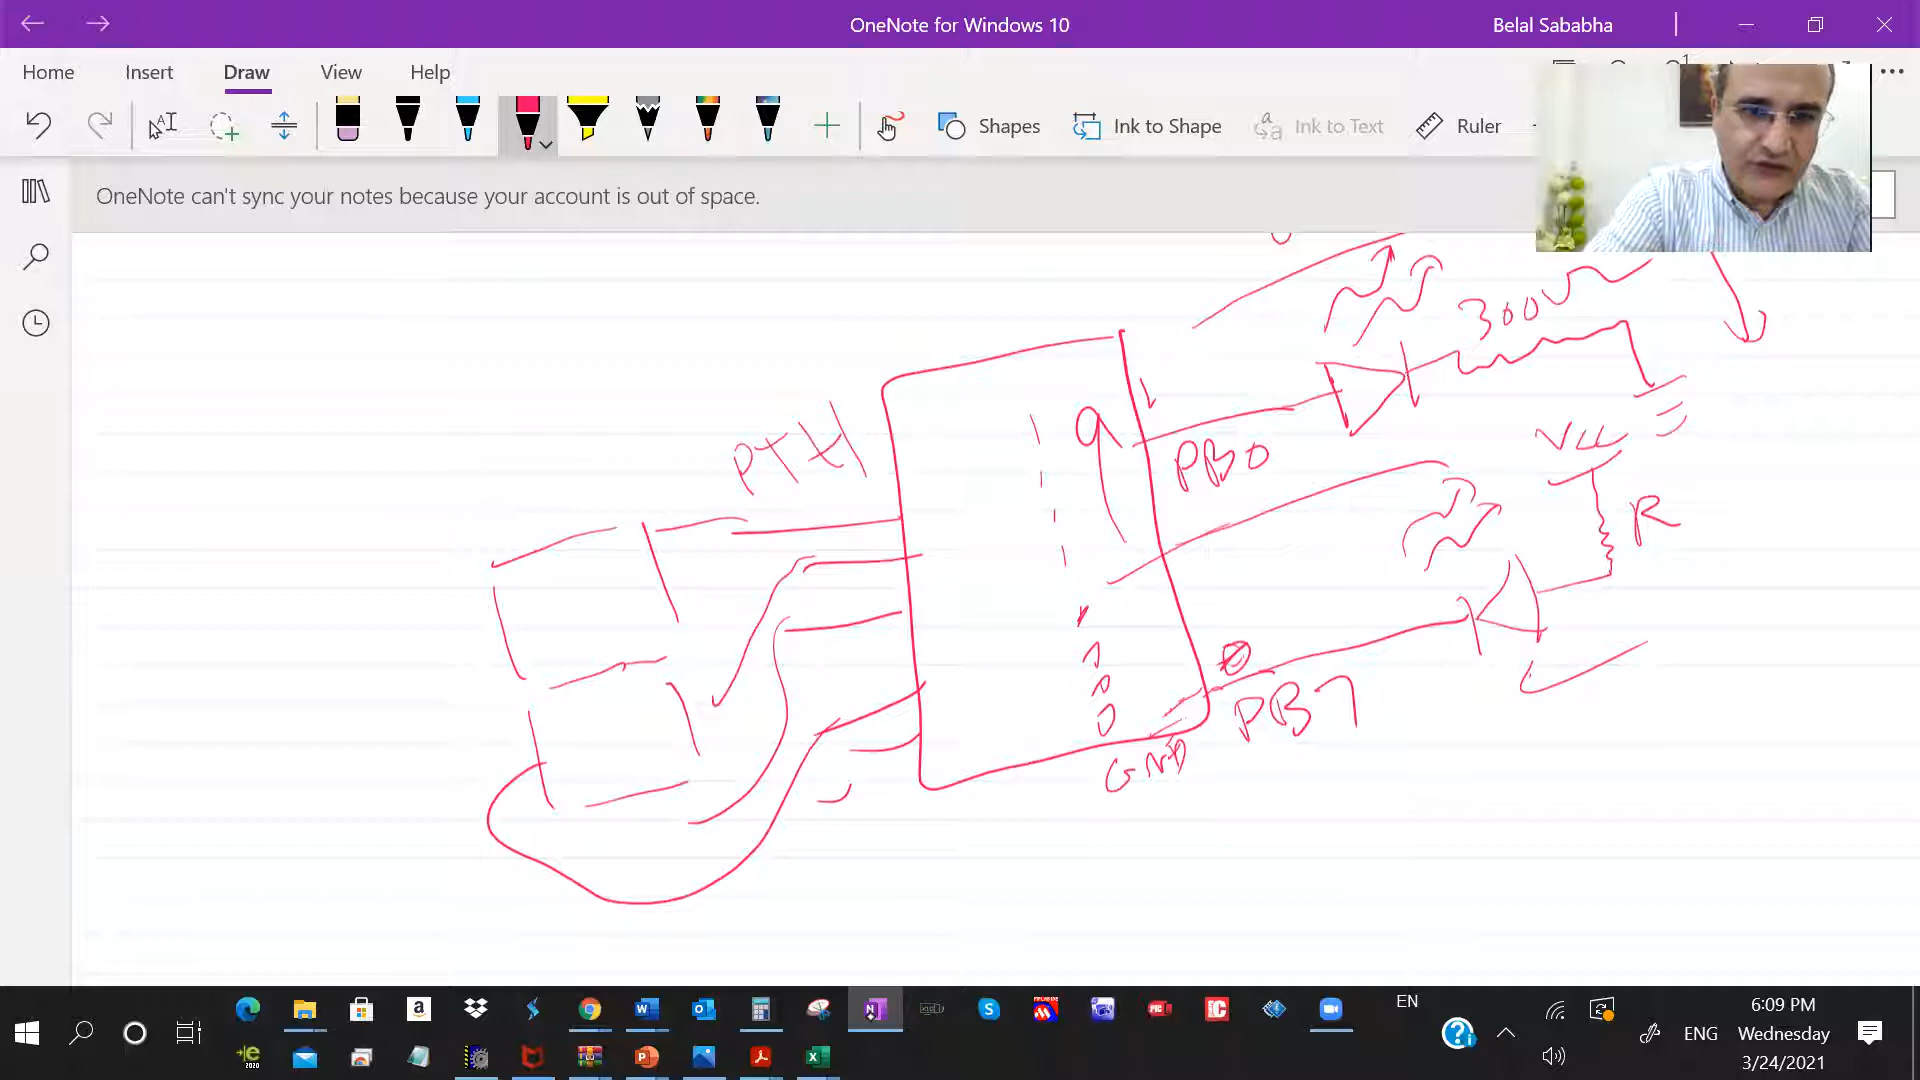 OneNote for Windows 10
Belal Sababha
Home Insert Draw View Help
Shapes Ink to Shape Ink to Text Ruler
OneNote can't sync your notes because your account is out of space.
300
VCC
PTH
PB0
R
PB7
GND
EN
ENG
6:09 PM
Wednesday
3/24/2021